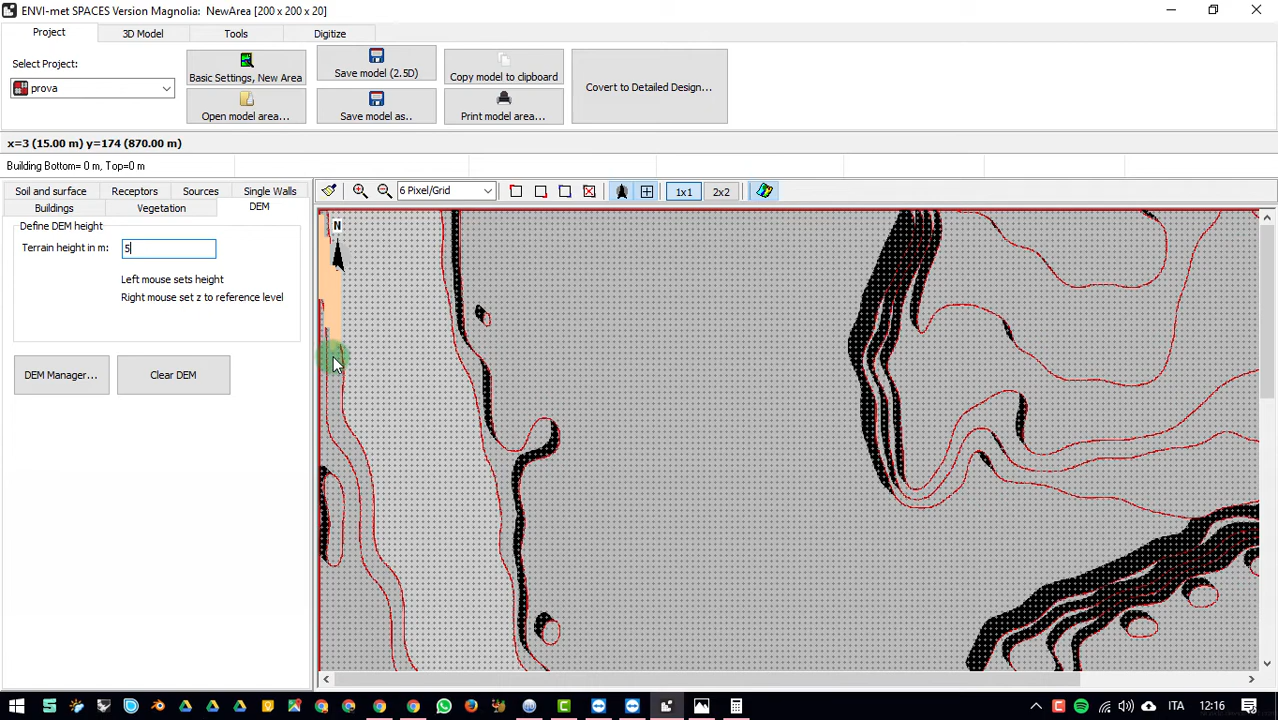 ENVI-met SPACES Version Magnolia: NewArea [200 x 200 x 20]
Project 3D Model Tools Digitize
Select Project:
prova
Basic Settings, New Area
Open model area...
Save model (2.5D)
Save model as..
Copy model to clipboard
Print model area...
Covert to Detailed Design...
x=3 (15.00 m) y=174 (870.00 m)
Building Bottom= 0 m, Top=0 m
Soil and surface Receptors Sources Single Walls
Buildings Vegetation DEM
6 Pixel/Grid
1x1 2x2
Define DEM height
Terrain height in m: 5
Left mouse sets height
Right mouse set z to reference level
DEM Manager... Clear DEM
N
ITA 12:16